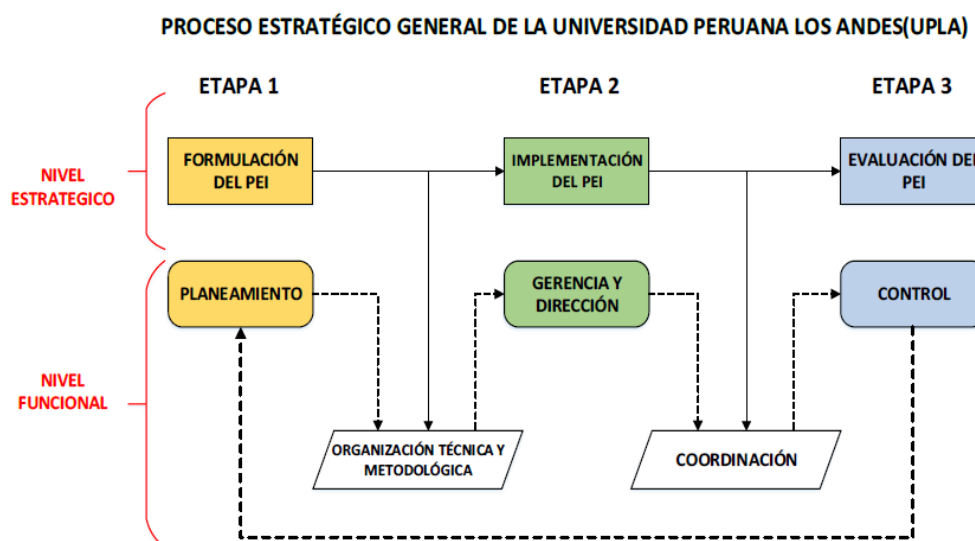 PROCESO ESTRATÉGICO GENERAL DE LA UNIVERSIDAD PERUANA LOS ANDES(UPLA)
ETAPA 1
ETAPA 2
ETAPA 3
NIVEL
ESTRATEGICO
FORMULACIÓN
DEL PEI
IMPLEMENTACIÓN
DEL PEI
EVALUACIÓN DEL
PEI
NIVEL
FUNCIONAL
PLANEAMIENTO
GERENCIA Y
DIRECCIÓN
CONTROL
ORGANIZACIÓN TÉCNICA Y
METODOLÓGICA
COORDINACIÓN